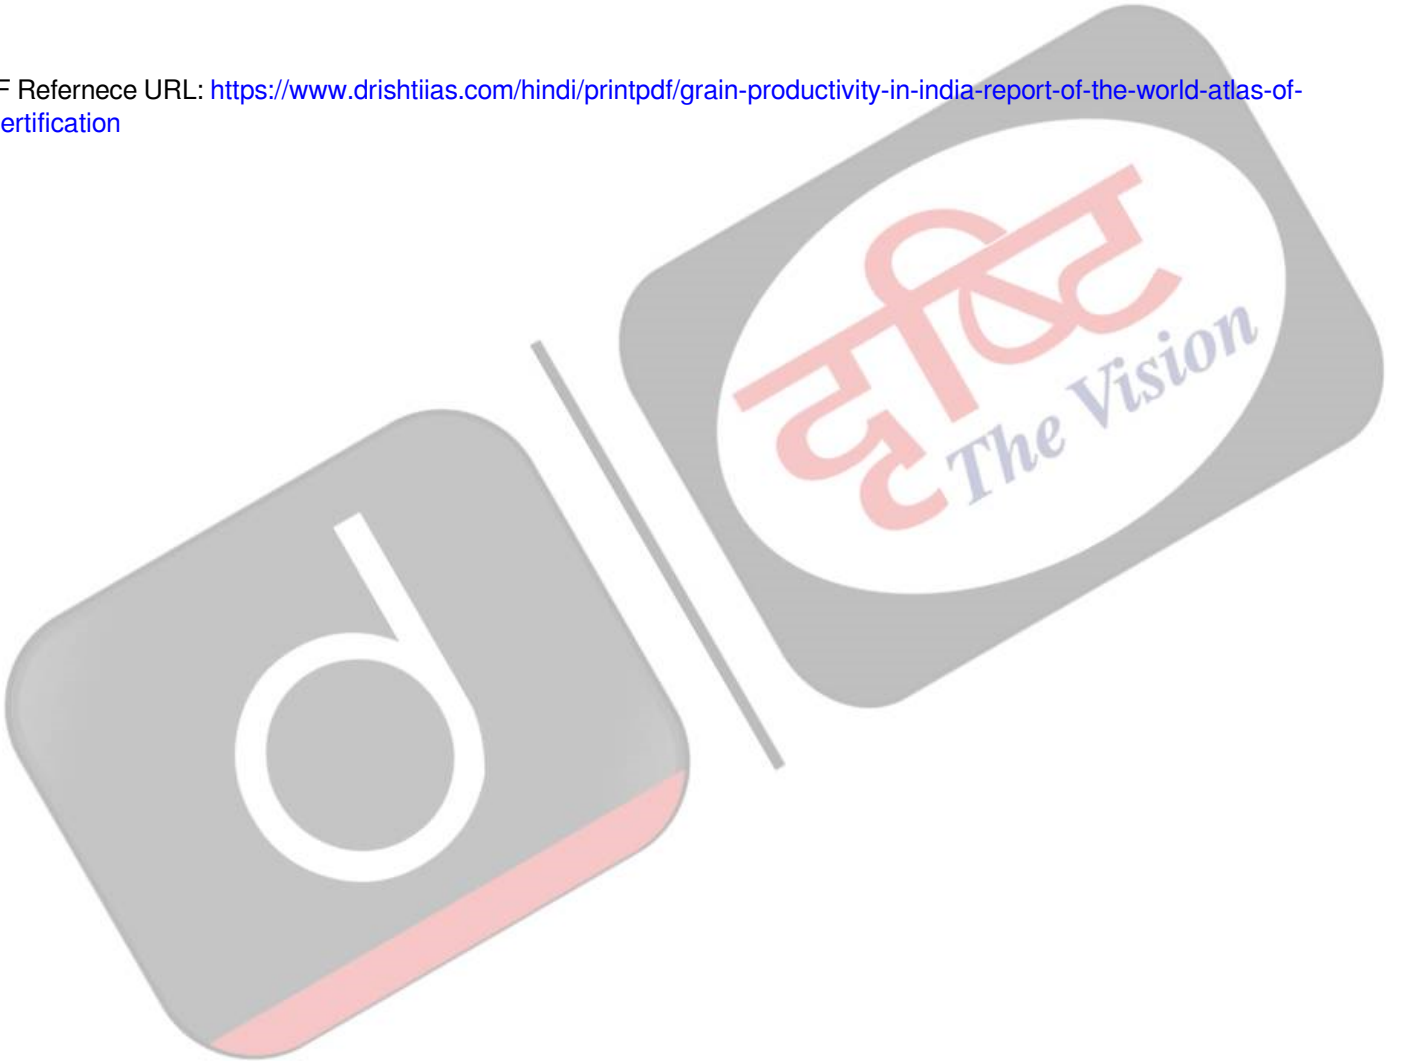 F Refernece URL: https://www.drishtiias.com/hindi/printpdf/grain-productivity-in-india-report-of-the-world-atlas-of-
ertification
दृष्टि
The Vision
d